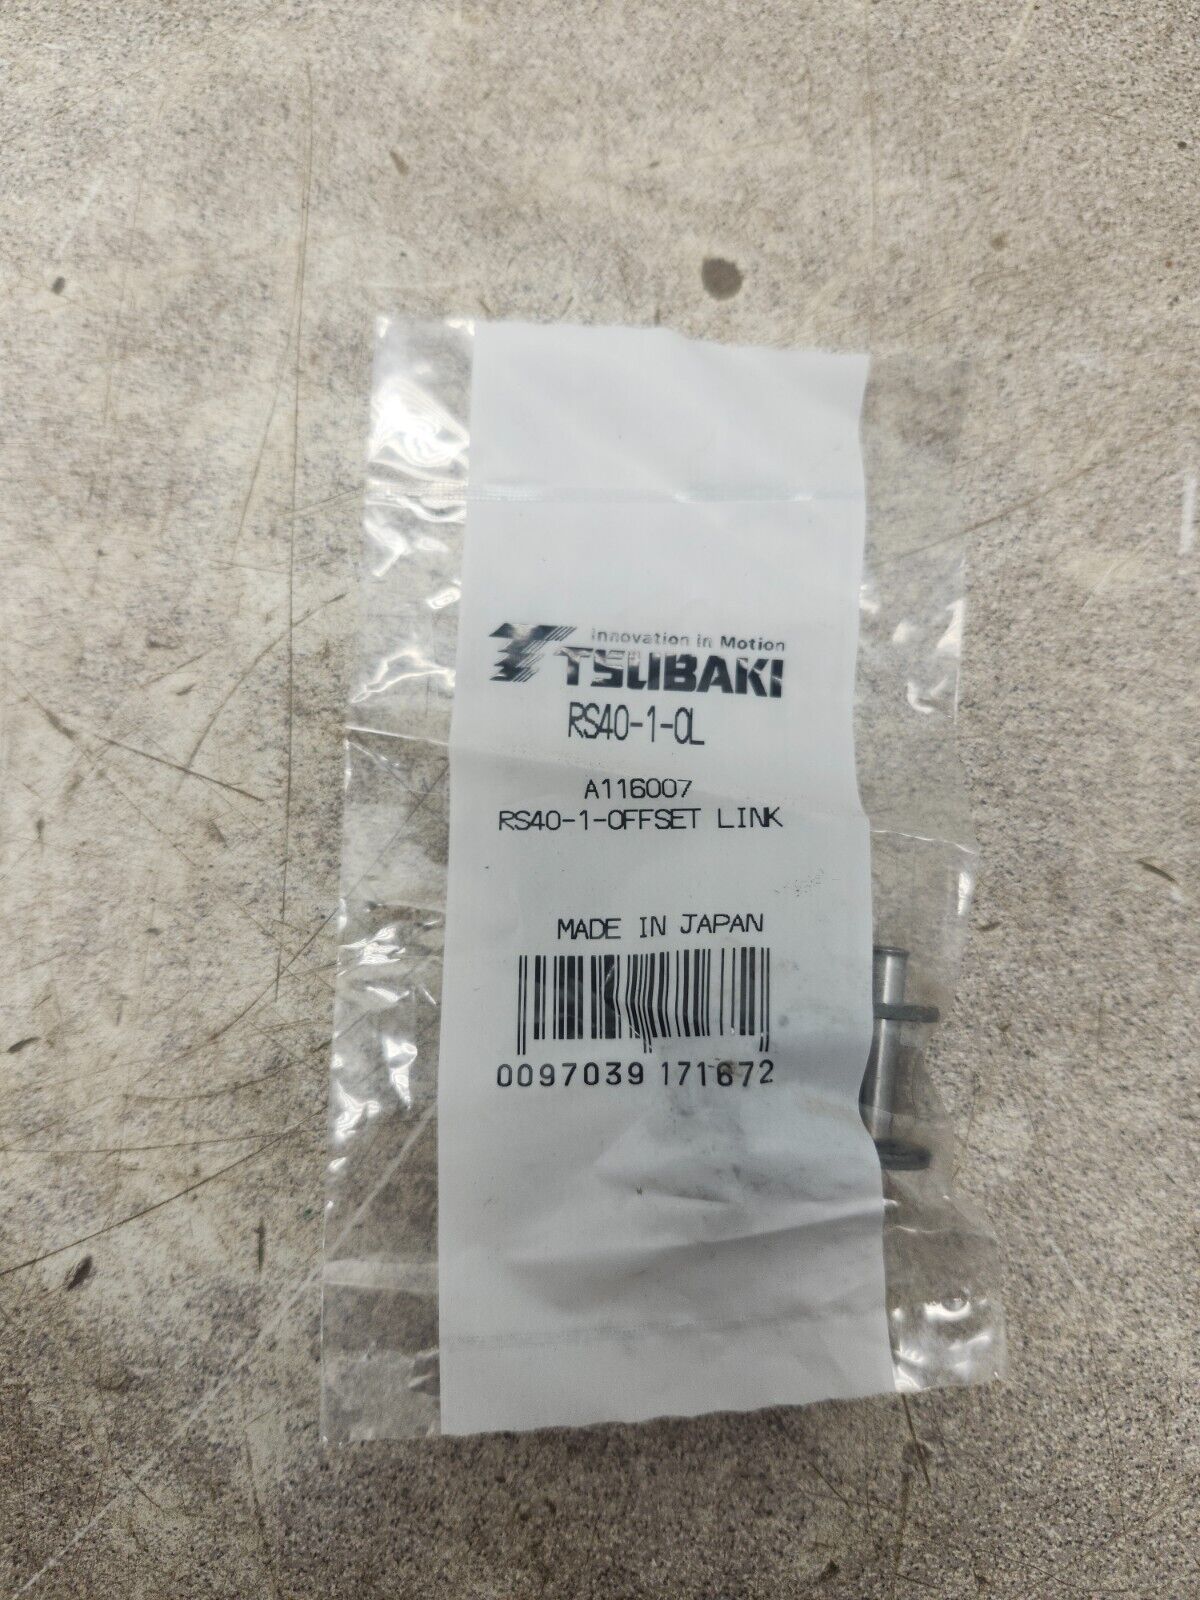 Innovation in Motion
TSUBAKI
RS40-1-OL
A116007
RS40-1-OFFSET LINK
MADE IN JAPAN
0097039 171672